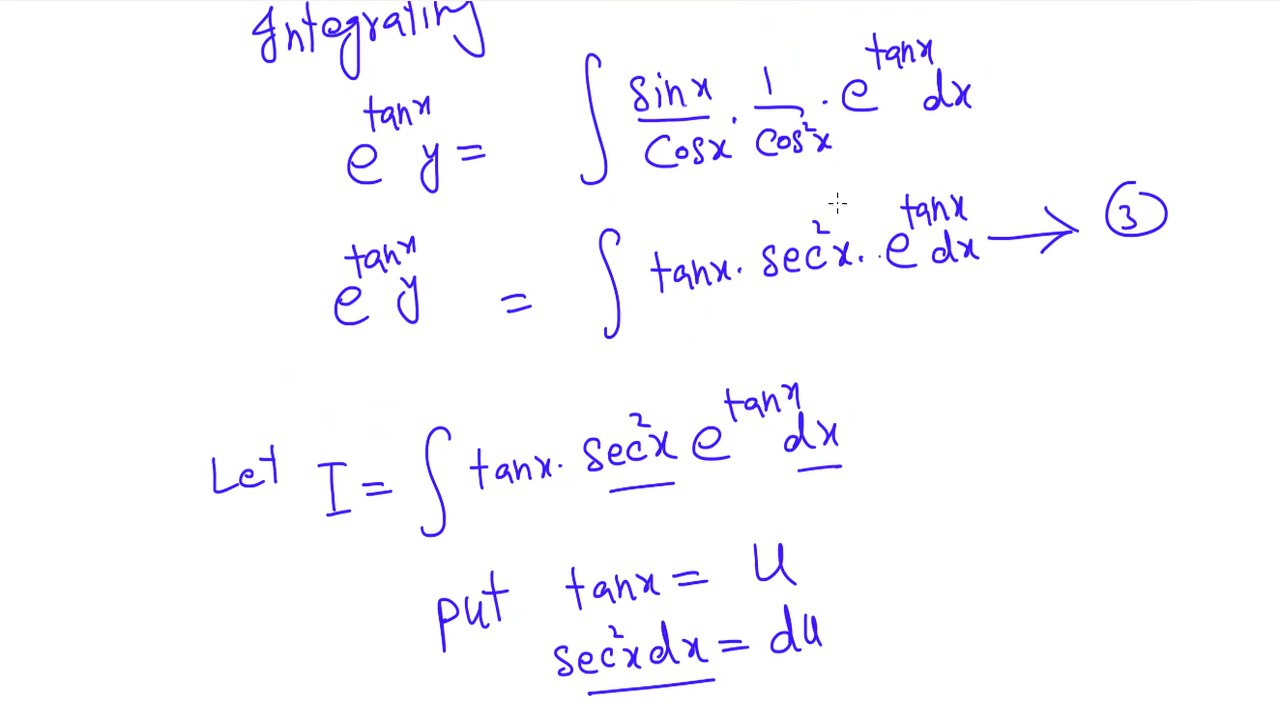 Integrating
e^tanx y = ∫ sinx/cosx · 1/cos²x · e^tanx dx
e^tanx y = ∫ tanx · sec²x · e^tanx dx → ③
Let I = ∫ tanx · sec²x e^tanx dx
put tanx = u
sec²x dx = du